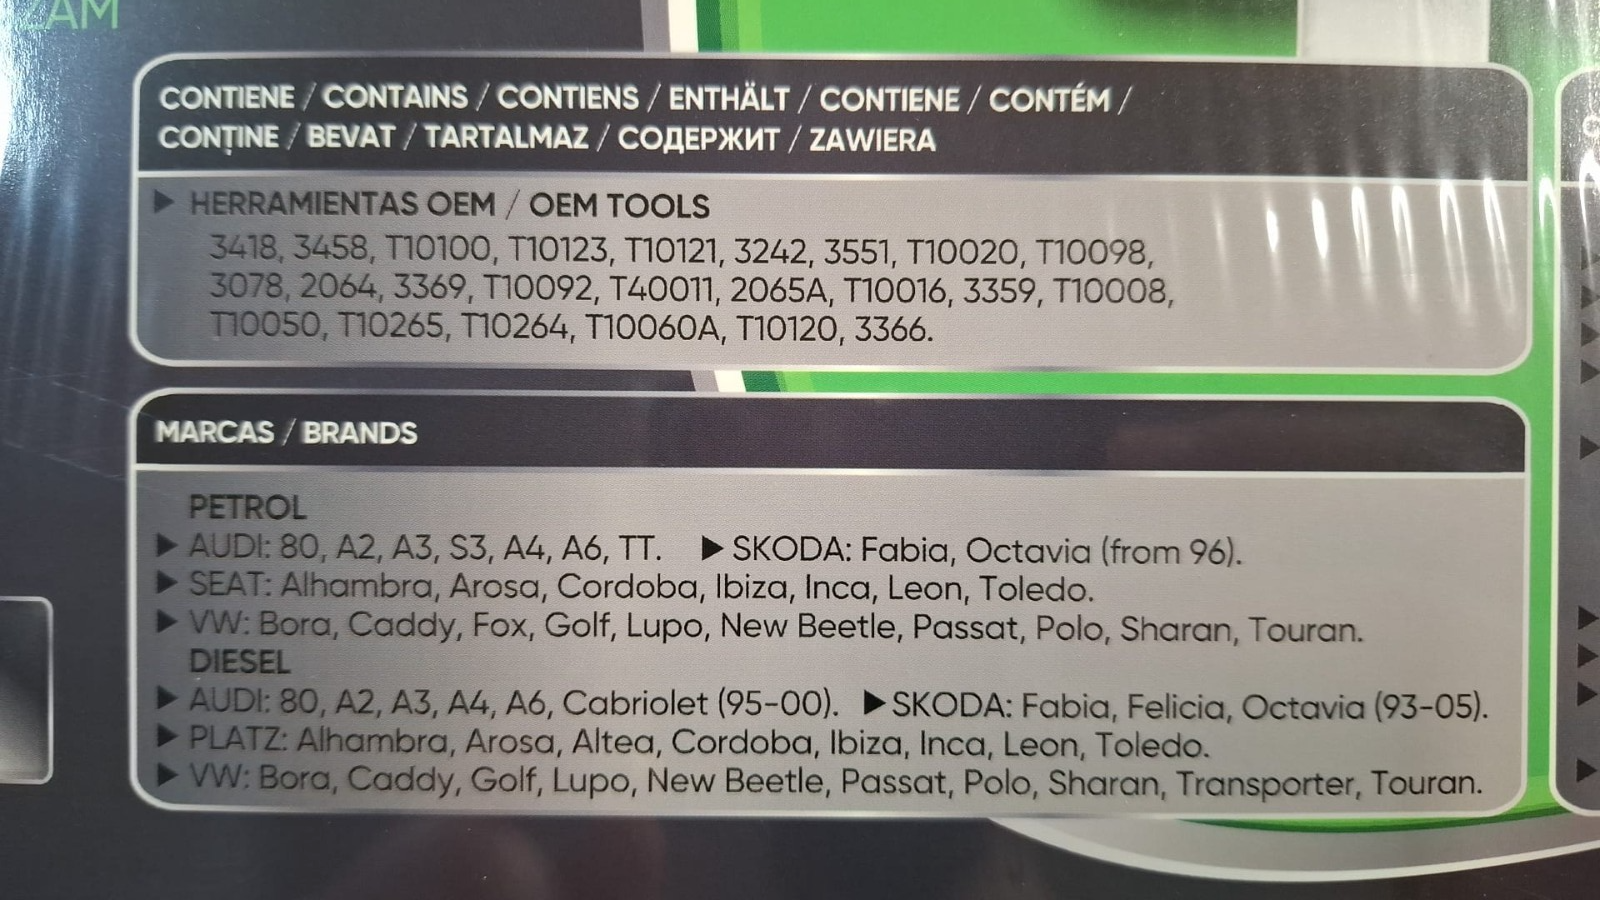 ZAM
CONTIENE / CONTAINS / CONTIENS / ENTHÄLT / CONTIENE / CONTÉM /
CONȚINE / BEVAT / TARTALMAZ / СОДЕРЖИТ / ZAWIERA
▶ HERRAMIENTAS OEM / OEM TOOLS
3418, 3458, T10100, T10123, T10121, 3242, 3551, T10020, T10098,
3078, 2064, 3369, T10092, T40011, 2065A, T10016, 3359, T10008,
T10050, T10265, T10264, T10060A, T10120, 3366.
MARCAS / BRANDS
PETROL
▶ AUDI: 80, A2, A3, S3, A4, A6, TT. ▶ SKODA: Fabia, Octavia (from 96).
▶ SEAT: Alhambra, Arosa, Cordoba, Ibiza, Inca, Leon, Toledo.
▶ VW: Bora, Caddy, Fox, Golf, Lupo, New Beetle, Passat, Polo, Sharan, Touran.
DIESEL
▶ AUDI: 80, A2, A3, A4, A6, Cabriolet (95-00). ▶ SKODA: Fabia, Felicia, Octavia (93-05).
▶ PLATZ: Alhambra, Arosa, Altea, Cordoba, Ibiza, Inca, Leon, Toledo.
▶ VW: Bora, Caddy, Golf, Lupo, New Beetle, Passat, Polo, Sharan, Transporter, Touran.